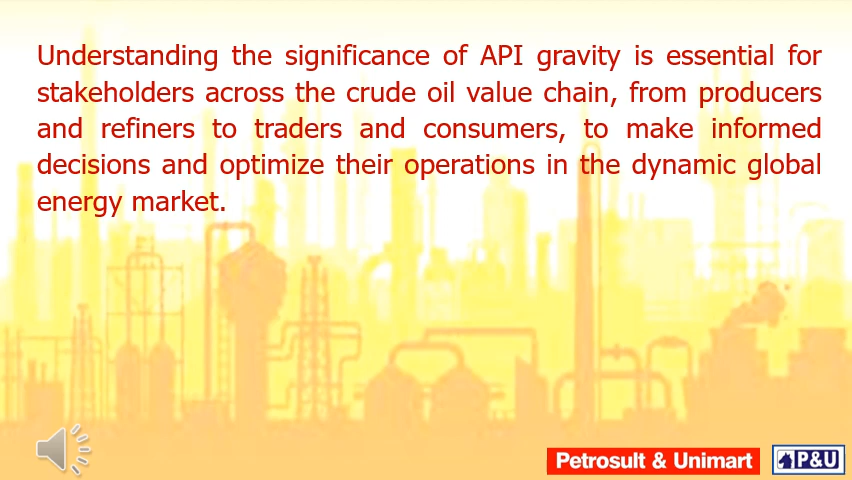 Understanding the significance of API gravity is essential for
stakeholders across the crude oil value chain, from producers
and refiners to traders and consumers, to make informed
decisions and optimize their operations in the dynamic global
energy market.
Petrosult & Unimart
P&U